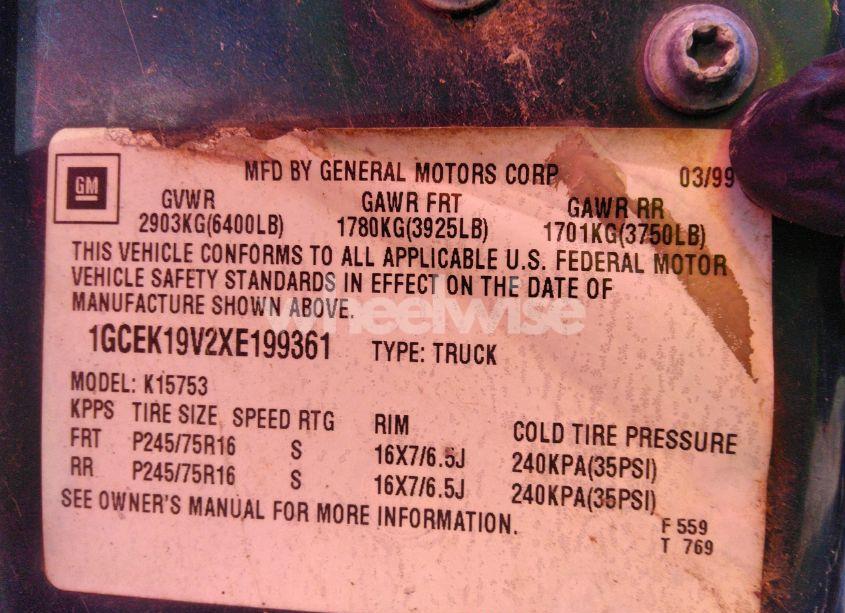 GM
MFD BY GENERAL MOTORS CORP 03/99
GVWR GAWR FRT GAWR RR
2903KG(6400LB) 1780KG(3925LB) 1701KG(3750LB)
THIS VEHICLE CONFORMS TO ALL APPLICABLE U.S. FEDERAL MOTOR
VEHICLE SAFETY STANDARDS IN EFFECT ON THE DATE OF
MANUFACTURE SHOWN ABOVE.
wheelwise
1GCEK19V2XE199361 TYPE: TRUCK
MODEL: K15753
KPPS TIRE SIZE SPEED RTG RIM COLD TIRE PRESSURE
FRT P245/75R16 S 16X7/6.5J 240KPA(35PSI)
RR P245/75R16 S 16X7/6.5J 240KPA(35PSI)
SEE OWNER'S MANUAL FOR MORE INFORMATION.
F 559
T 769